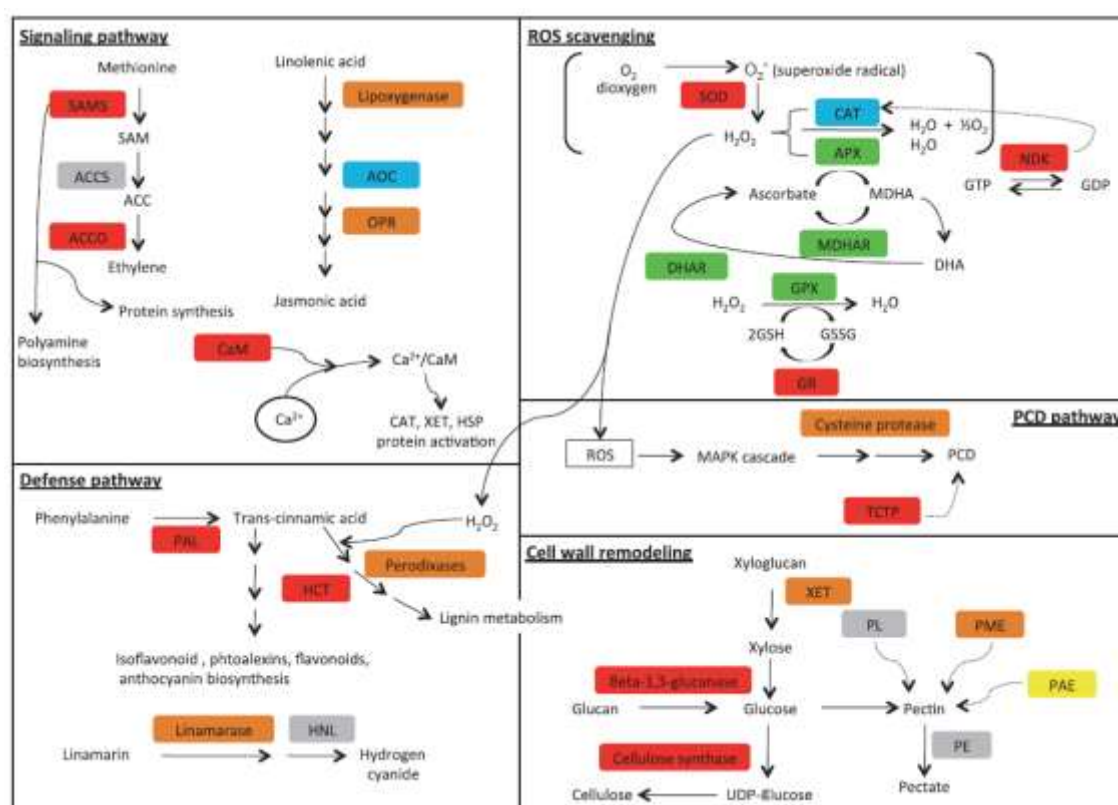 Signaling pathway
Methionine
SAMS
SAM
ACCS
ACC
ACCO
Ethylene
Protein synthesis
Polyamine
biosynthesis
Linolenic acid
Lipoxygenase
AOC
OPR
Jasmonic acid
CaM
Ca²⁺
Ca²⁺/CaM
CAT, XET, HSP
protein activation
ROS scavenging
O₂
dioxygen
O₂⁻ (superoxide radical)
SOD
H₂O₂
CAT
H₂O + ½O₂
H₂O
APX
NDK
GTP
GDP
Ascorbate
MDHA
MDHAR
DHAR
DHA
GPX
H₂O₂
H₂O
2GSH
GSSG
GR
PCD pathway
Cysteine protease
ROS
MAPK cascade
PCD
TCTP
Defense pathway
Phenylalanine
Trans-cinnamic acid
H₂O₂
PAL
Perodixases
HCT
Lignin metabolism
Isoflavonoid , phtoalexins, flavonoids,
anthocyanin biosynthesis
Linamarase
HNL
Linamarin
Hydrogen
cyanide
Cell wall remodeling
Xyloglucan
XET
PL
PME
Xylose
Beta-1,3-glucanase
PAE
Glucan
Glucose
Pectin
Cellulose synthase
PE
Cellulose
UDP-Glucose
Pectate